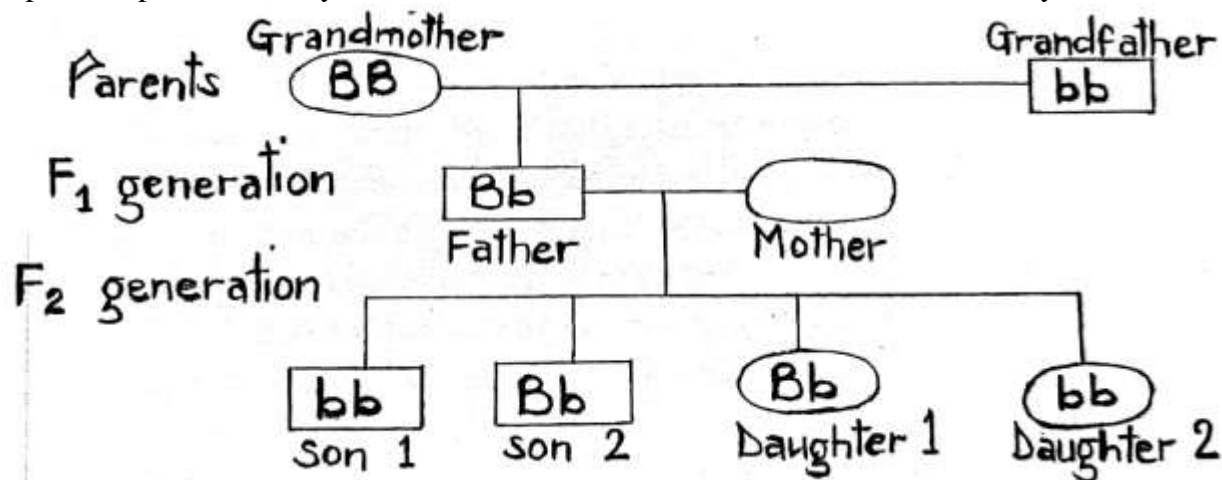 Grandmother Grandfather
Parents BB bb
F₁ generation Bb
Father Mother
F₂ generation
bb Bb Bb bb
son 1 son 2 Daughter 1 Daughter 2